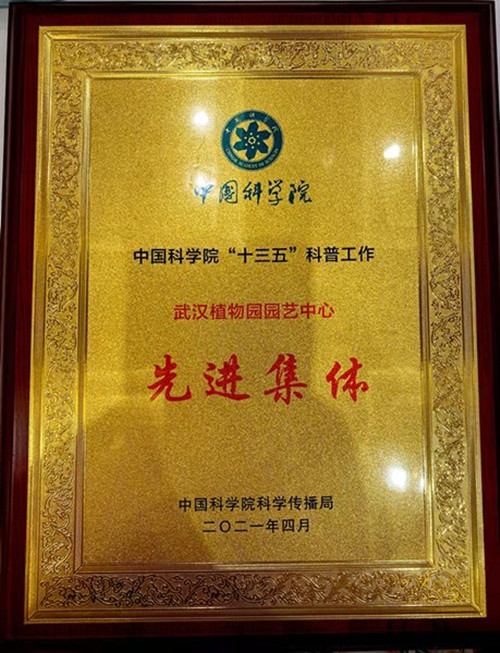 中国科学院
中国科学院“十三五”科普工作
武汉植物园园艺中心
先进集体
中国科学院科学传播局
二〇二一年四月